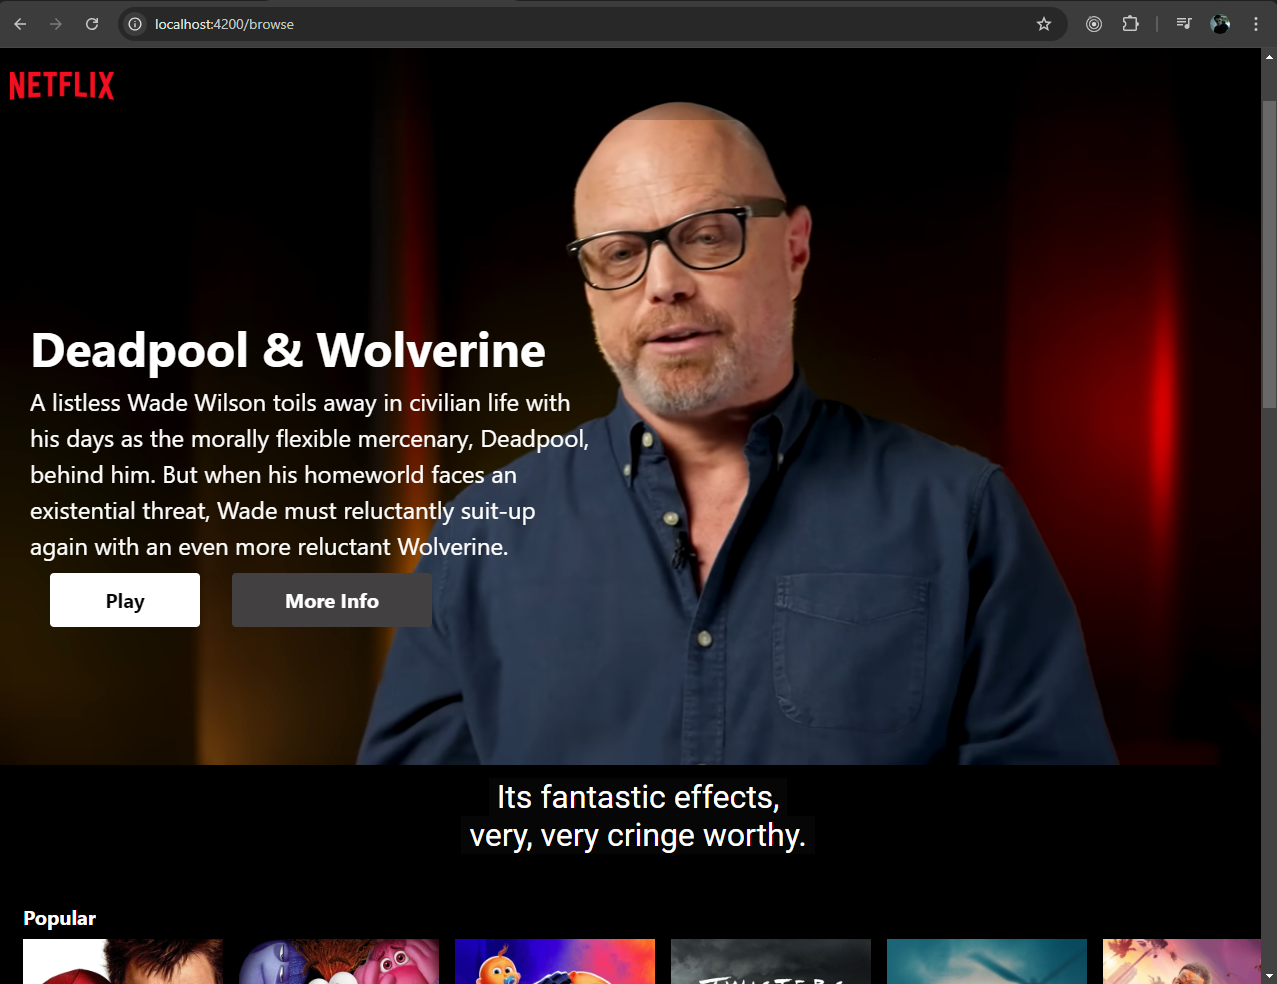 localhost:4200/browse
NETFLIX
Deadpool & Wolverine
A listless Wade Wilson toils away in civilian life with
his days as the morally flexible mercenary, Deadpool,
behind him. But when his homeworld faces an
existential threat, Wade must reluctantly suit-up
again with an even more reluctant Wolverine.
Play
More Info
Its fantastic effects,
very, very cringe worthy.
Popular
TWISTERS